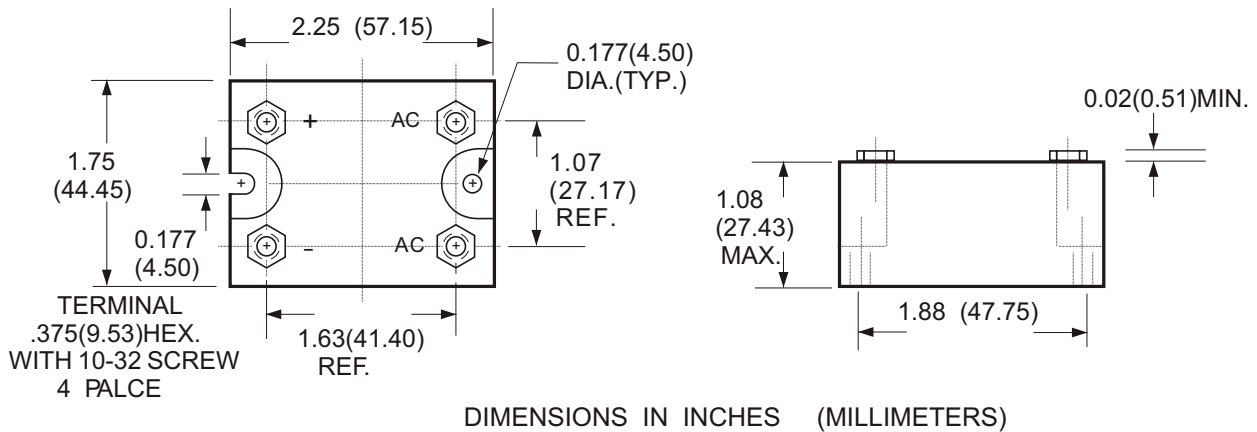 2.25 (57.15)
0.177(4.50)
DIA.(TYP.)
+
AC
1.75
(44.45)
0.177
(4.50)
-
AC
1.07
(27.17)
REF.
TERMINAL
.375(9.53)HEX.
WITH 10-32 SCREW
4 PALCE
1.63(41.40)
REF.
0.02(0.51)MIN.
1.08
(27.43)
MAX.
1.88 (47.75)
DIMENSIONS IN INCHES (MILLIMETERS)